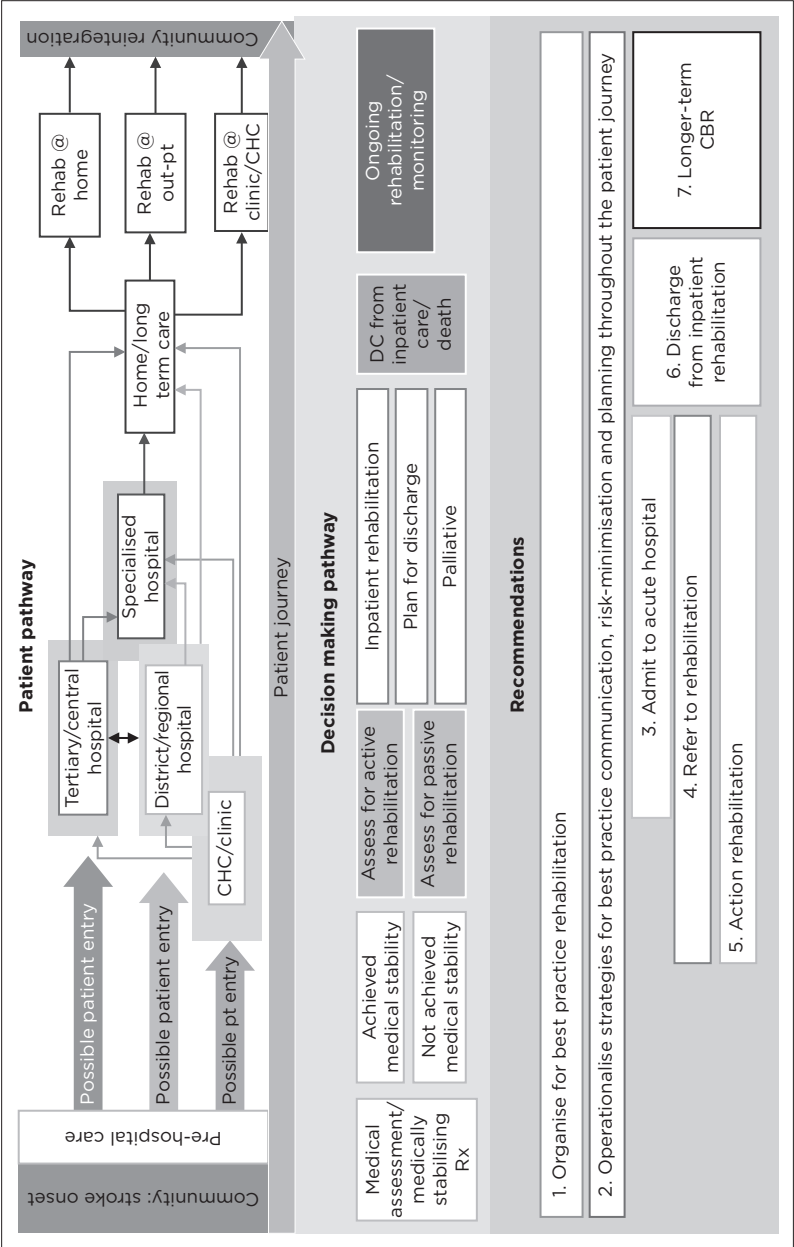 Patient pathway
Community: stroke onset
Pre-hospital care
Possible patient entry
Possible patient entry
Possible pt entry
Tertiary/central
hospital
District/regional
hospital
CHC/clinic
Specialised
hospital
Home/long
term care
Rehab @
home
Rehab @
out-pt
Rehab @
clinic/CHC
Community reintegration
Patient journey
Decision making pathway
Medical
assessment/
medically
stabilising
Rx
Achieved
medical stability
Not achieved
medical stability
Assess for active
rehabilitation
Assess for passive
rehabilitation
Inpatient rehabilitation
Plan for discharge
Palliative
DC from
inpatient
care/
death
Ongoing
rehabilitation/
monitoring
Recommendations
1. Organise for best practice rehabilitation
2. Operationalise strategies for best practice communication, risk-minimisation and planning throughout the patient journey
3. Admit to acute hospital
4. Refer to rehabilitation
5. Action rehabilitation
6. Discharge
from inpatient
rehabilitation
7. Longer-term
CBR